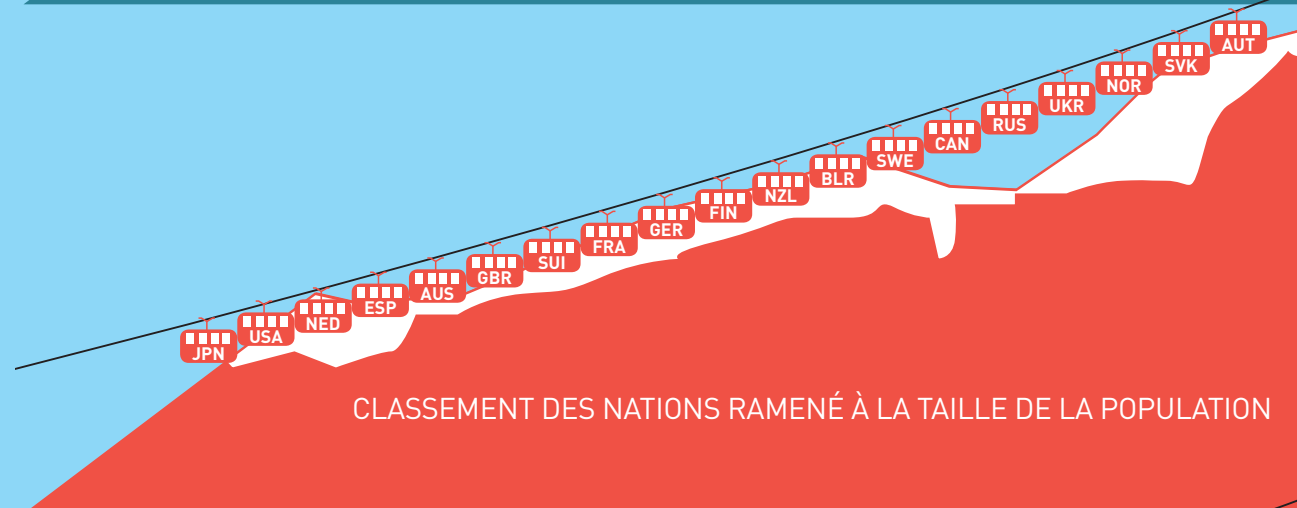 JPN
USA
NED
ESP
AUS
GBR
SUI
FRA
GER
FIN
NZL
BLR
SWE
CAN
RUS
UKR
NOR
SVK
AUT
CLASSEMENT DES NATIONS RAMENÉ À LA TAILLE DE LA POPULATION